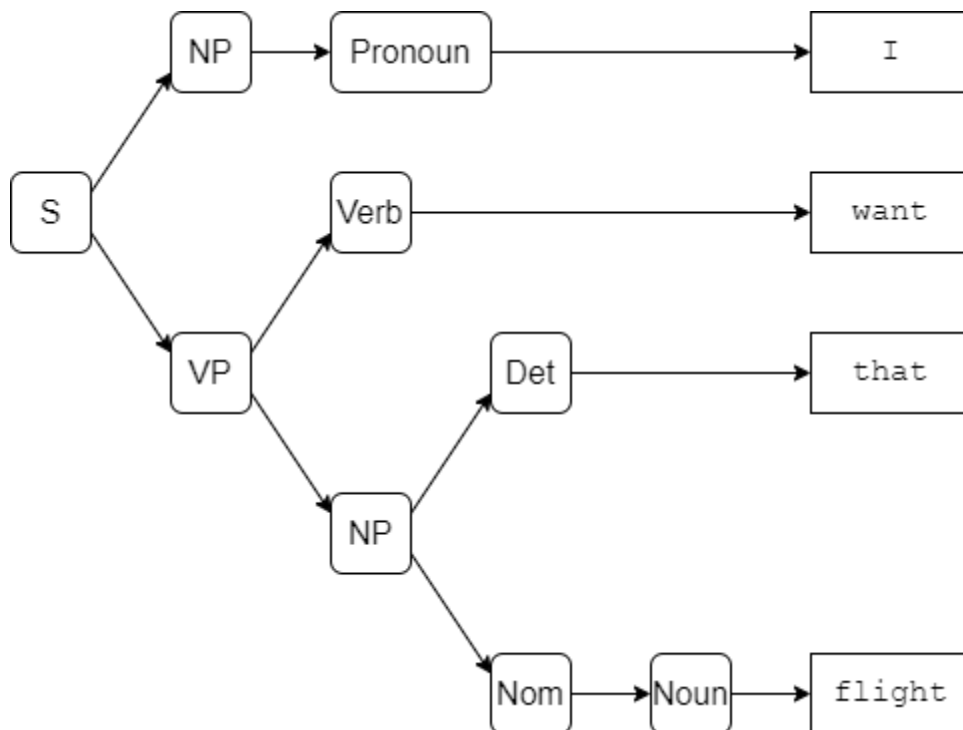 NP Pronoun I
S Verb want
VP Det that
NP
Nom Noun flight